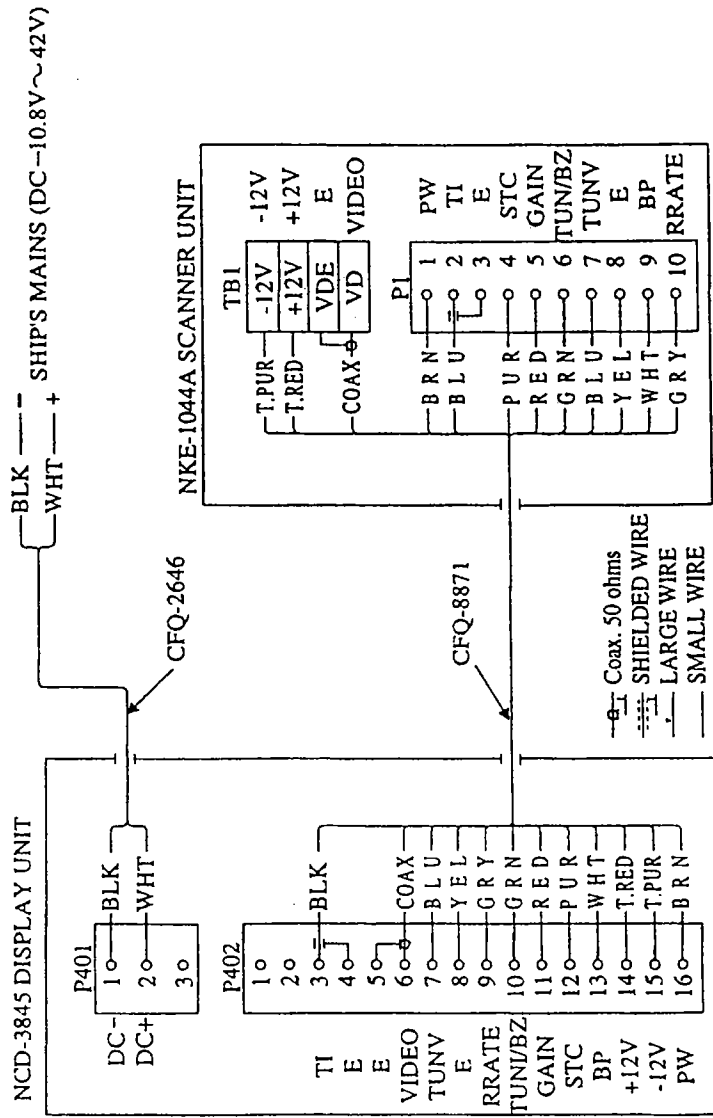 NCD-3845 DISPLAY UNIT
P401
DC- 1 BLK
DC+ 2 WHT
3
BLK -
WHT + SHIP'S MAINS (DC-10.8V~42V)
CFQ-2646
P402
1
2
TI 3 BLK
E 4
E 5
VIDEO 6 COAX
TUNV 7 BLU
E 8 YEL
RRATE 9 GRY
TUNI/BZ 10 GRN
GAIN 11 RED
STC 12 PUR
BP 13 WHT
+12V 14 T.RED
-12V 15 T.PUR
PW 16 BRN
CFQ-8871
Coax. 50 ohms
SHIELDED WIRE
LARGE WIRE
SMALL WIRE
NKE-1044A SCANNER UNIT
TB1
T.PUR -12V -12V
T.RED +12V +12V
VDE E
COAX VD VIDEO
P1
BRN 1 PW
BLU 2 TI
3 E
PUR 4 STC
RED 5 GAIN
GRN 6 TUN/BZ
BLU 7 TUNV
YEL 8 E
WHT 9 BP
GRY 10 RRATE